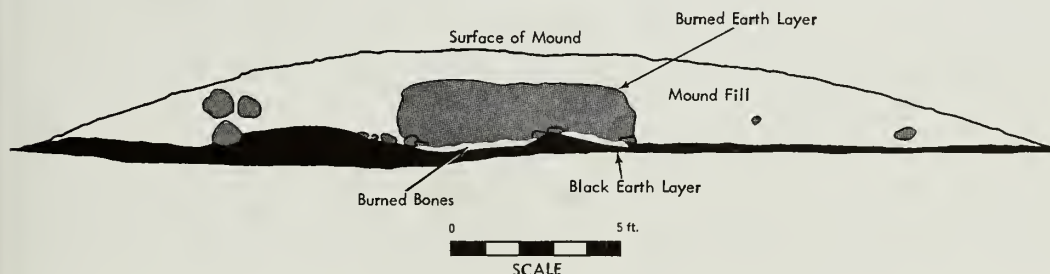 Burned Earth Layer
Surface of Mound
Mound Fill
Burned Bones
Black Earth Layer
0 5 ft.
SCALE